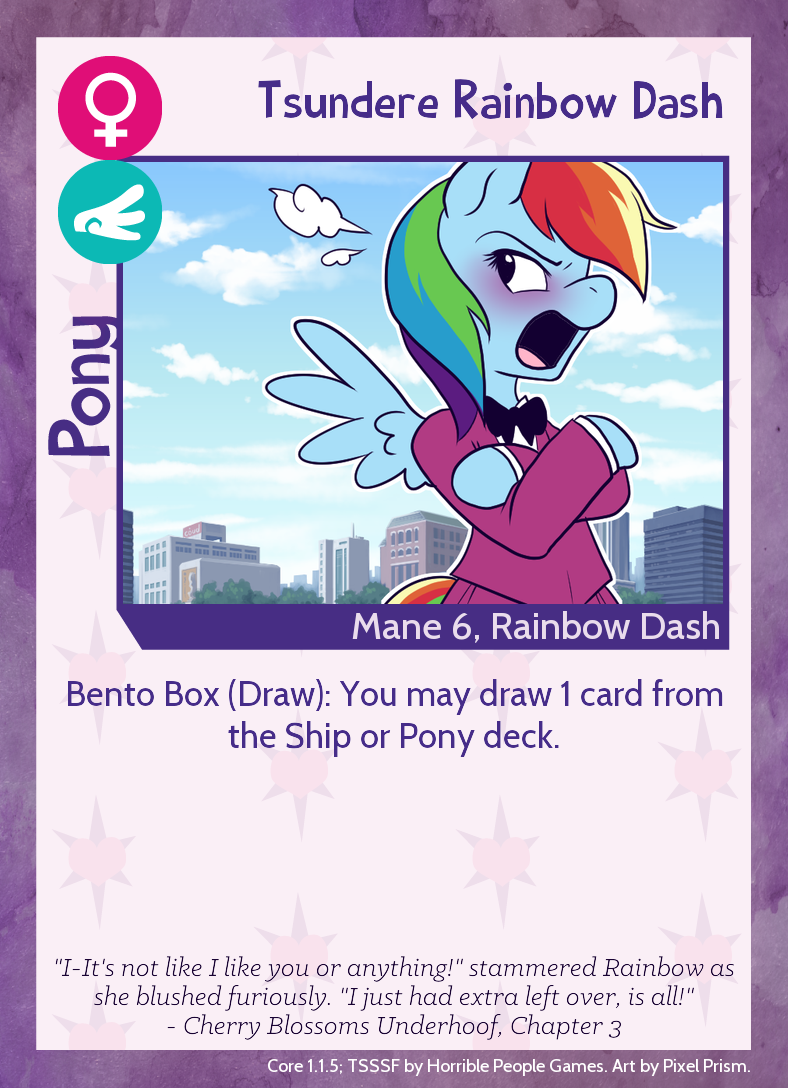 Tsundere Rainbow Dash
Pony
Mane 6, Rainbow Dash
Bento Box (Draw): You may draw 1 card from
the Ship or Pony deck.
"I-It's not like I like you or anything!" stammered Rainbow as
she blushed furiously. "I just had extra left over, is all!"
- Cherry Blossoms Underhoof, Chapter 3
Core 1.1.5; TSSSF by Horrible People Games. Art by Pixel Prism.